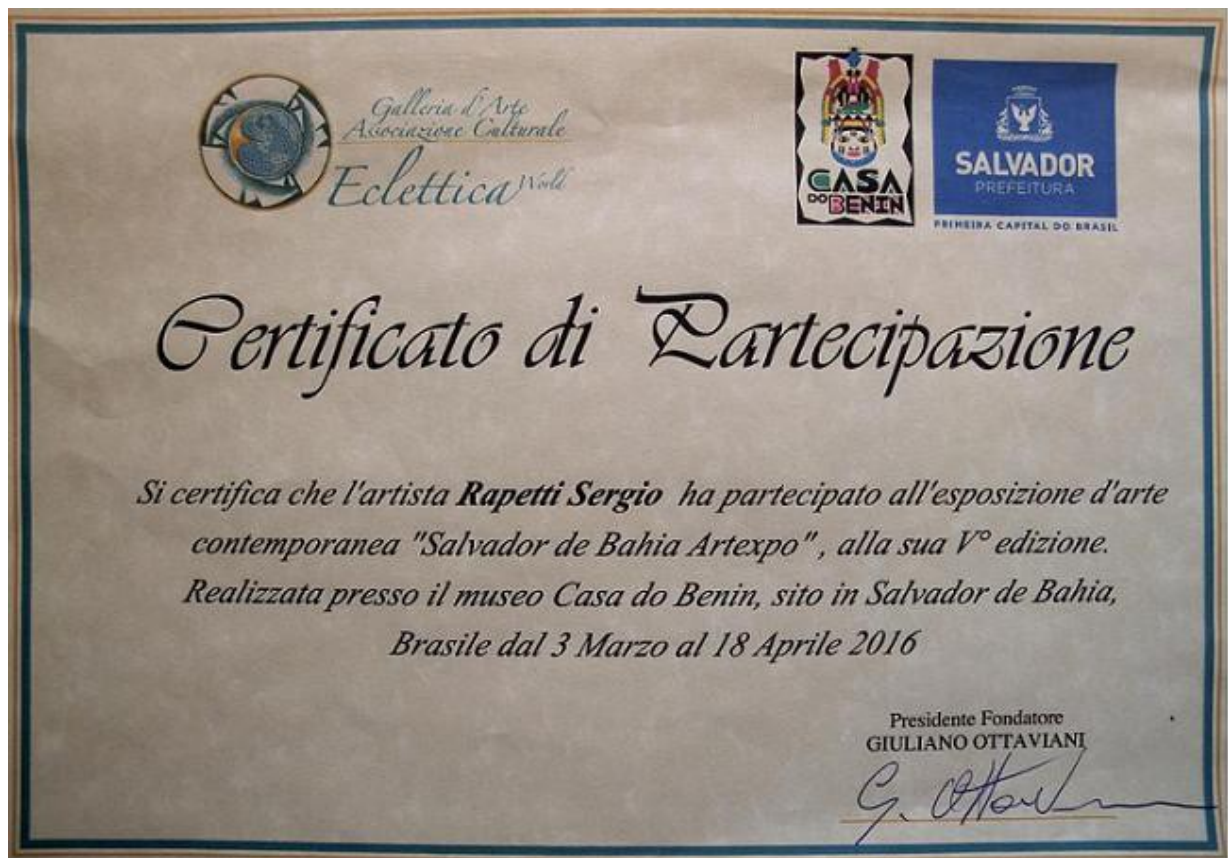 Galleria d'Arte
Associazione Culturale
Eclettica World
CASA
DO BENIN
SALVADOR
PREFEITURA
PRIMEIRA CAPITAL DO BRASIL
Certificato di Partecipazione
Si certifica che l'artista Rapetti Sergio ha partecipato all'esposizione d'arte
contemporanea "Salvador de Bahia Artexpo", alla sua V° edizione.
Realizzata presso il museo Casa do Benin, sito in Salvador de Bahia,
Brasile dal 3 Marzo al 18 Aprile 2016
Presidente Fondatore
GIULIANO OTTAVIANI